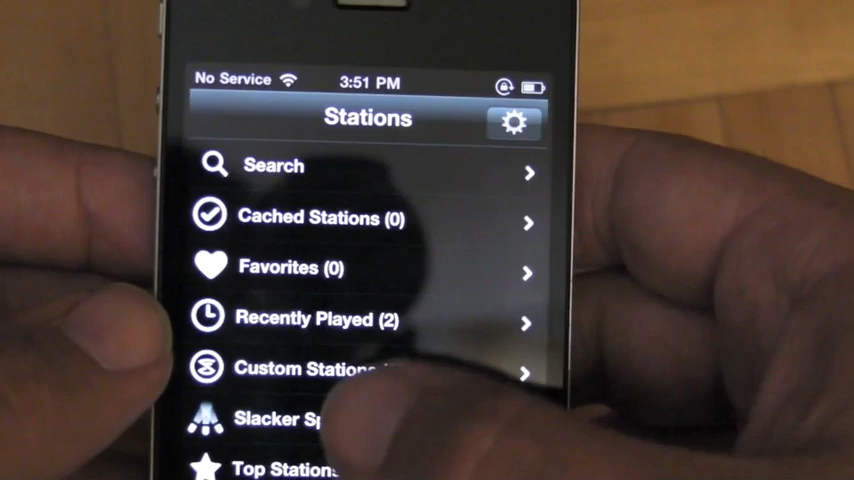 No Service 3:51 PM
Stations
Search
Cached Stations (0)
Favorites (0)
Recently Played (2)
Custom Stations
Slacker
Top Stations